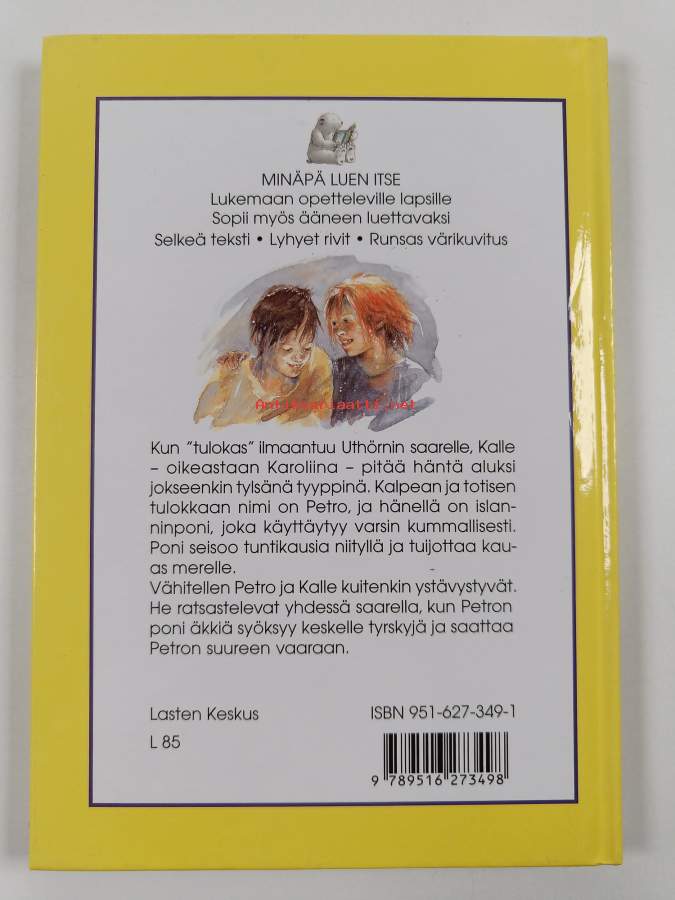 MINÄPÄ LUEN ITSE
Lukemaan opetteleville lapsille
Sopii myös ääneen luettavaksi
Selkeä teksti • Lyhyet rivit • Runsas värikuvitus
Antikvariaatti.net
Kun "tulokas" ilmaantuu Uthörnin saarelle, Kalle
– oikeastaan Karoliina – pitää häntä aluksi
jokseenkin tylsänä tyyppinä. Kalpean ja totisen
tulokkaan nimi on Petro, ja hänellä on islan-
ninponi, joka käyttäytyy varsin kummallisesti.
Poni seisoo tuntikausia niityllä ja tuijottaa kau-
as merelle.
Vähitellen Petro ja Kalle kuitenkin ystävystyvät.
He ratsastelevat yhdessä saarella, kun Petron
poni äkkiä syöksyy keskelle tyrskyjä ja saattaa
Petron suureen vaaraan.
Lasten Keskus
ISBN 951-627-349-1
L 85
9 789516 273498